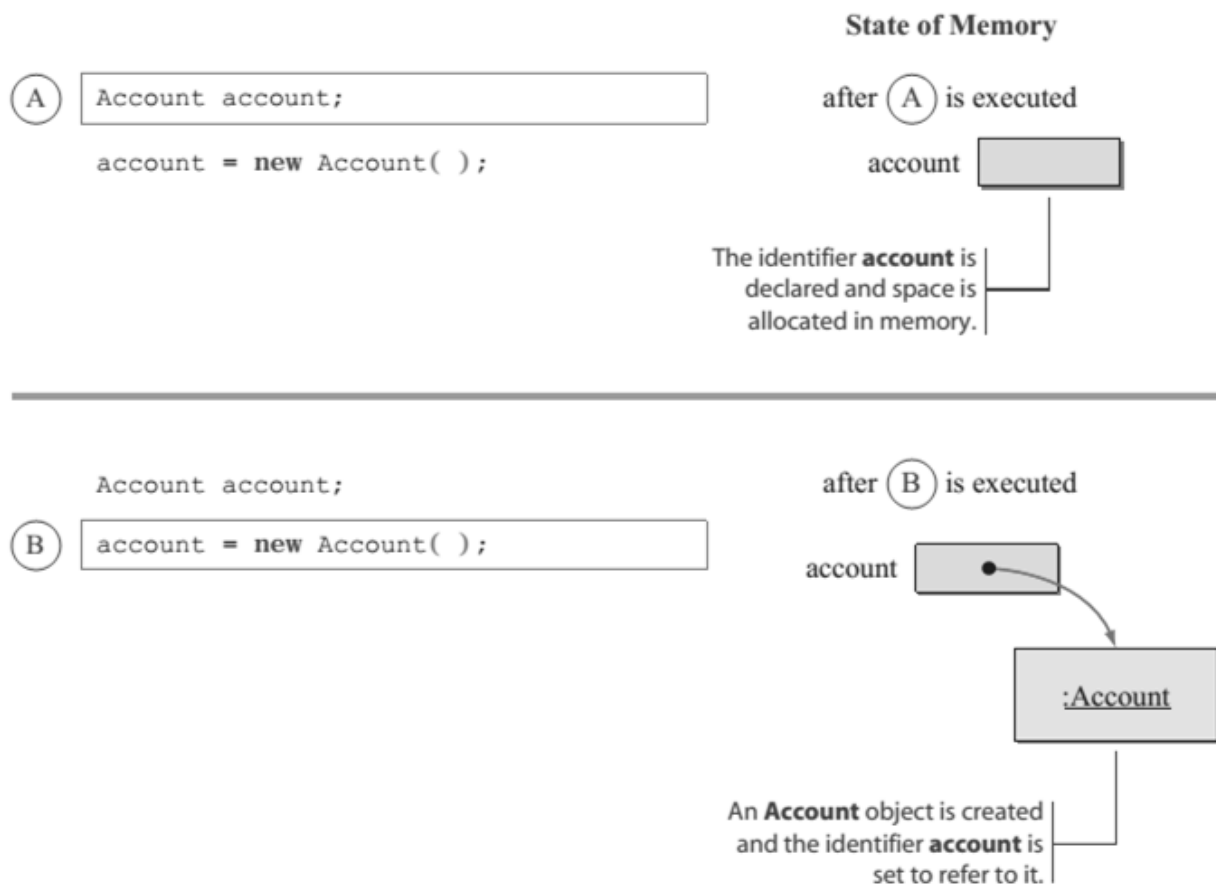 State of Memory
A
Account account;
after A is executed
account = new Account( );
account
The identifier account is
declared and space is
allocated in memory.
Account account;
after B is executed
B
account = new Account( );
account
:Account
An Account object is created
and the identifier account is
set to refer to it.